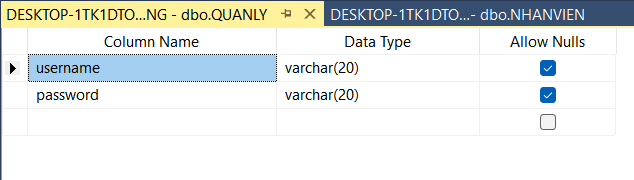 DESKTOP-1TK1DTO...NG - dbo.QUANLY DESKTOP-1TK1DTO...- dbo.NHANVIEN
Column Name Data Type Allow Nulls
username varchar(20)
password varchar(20)